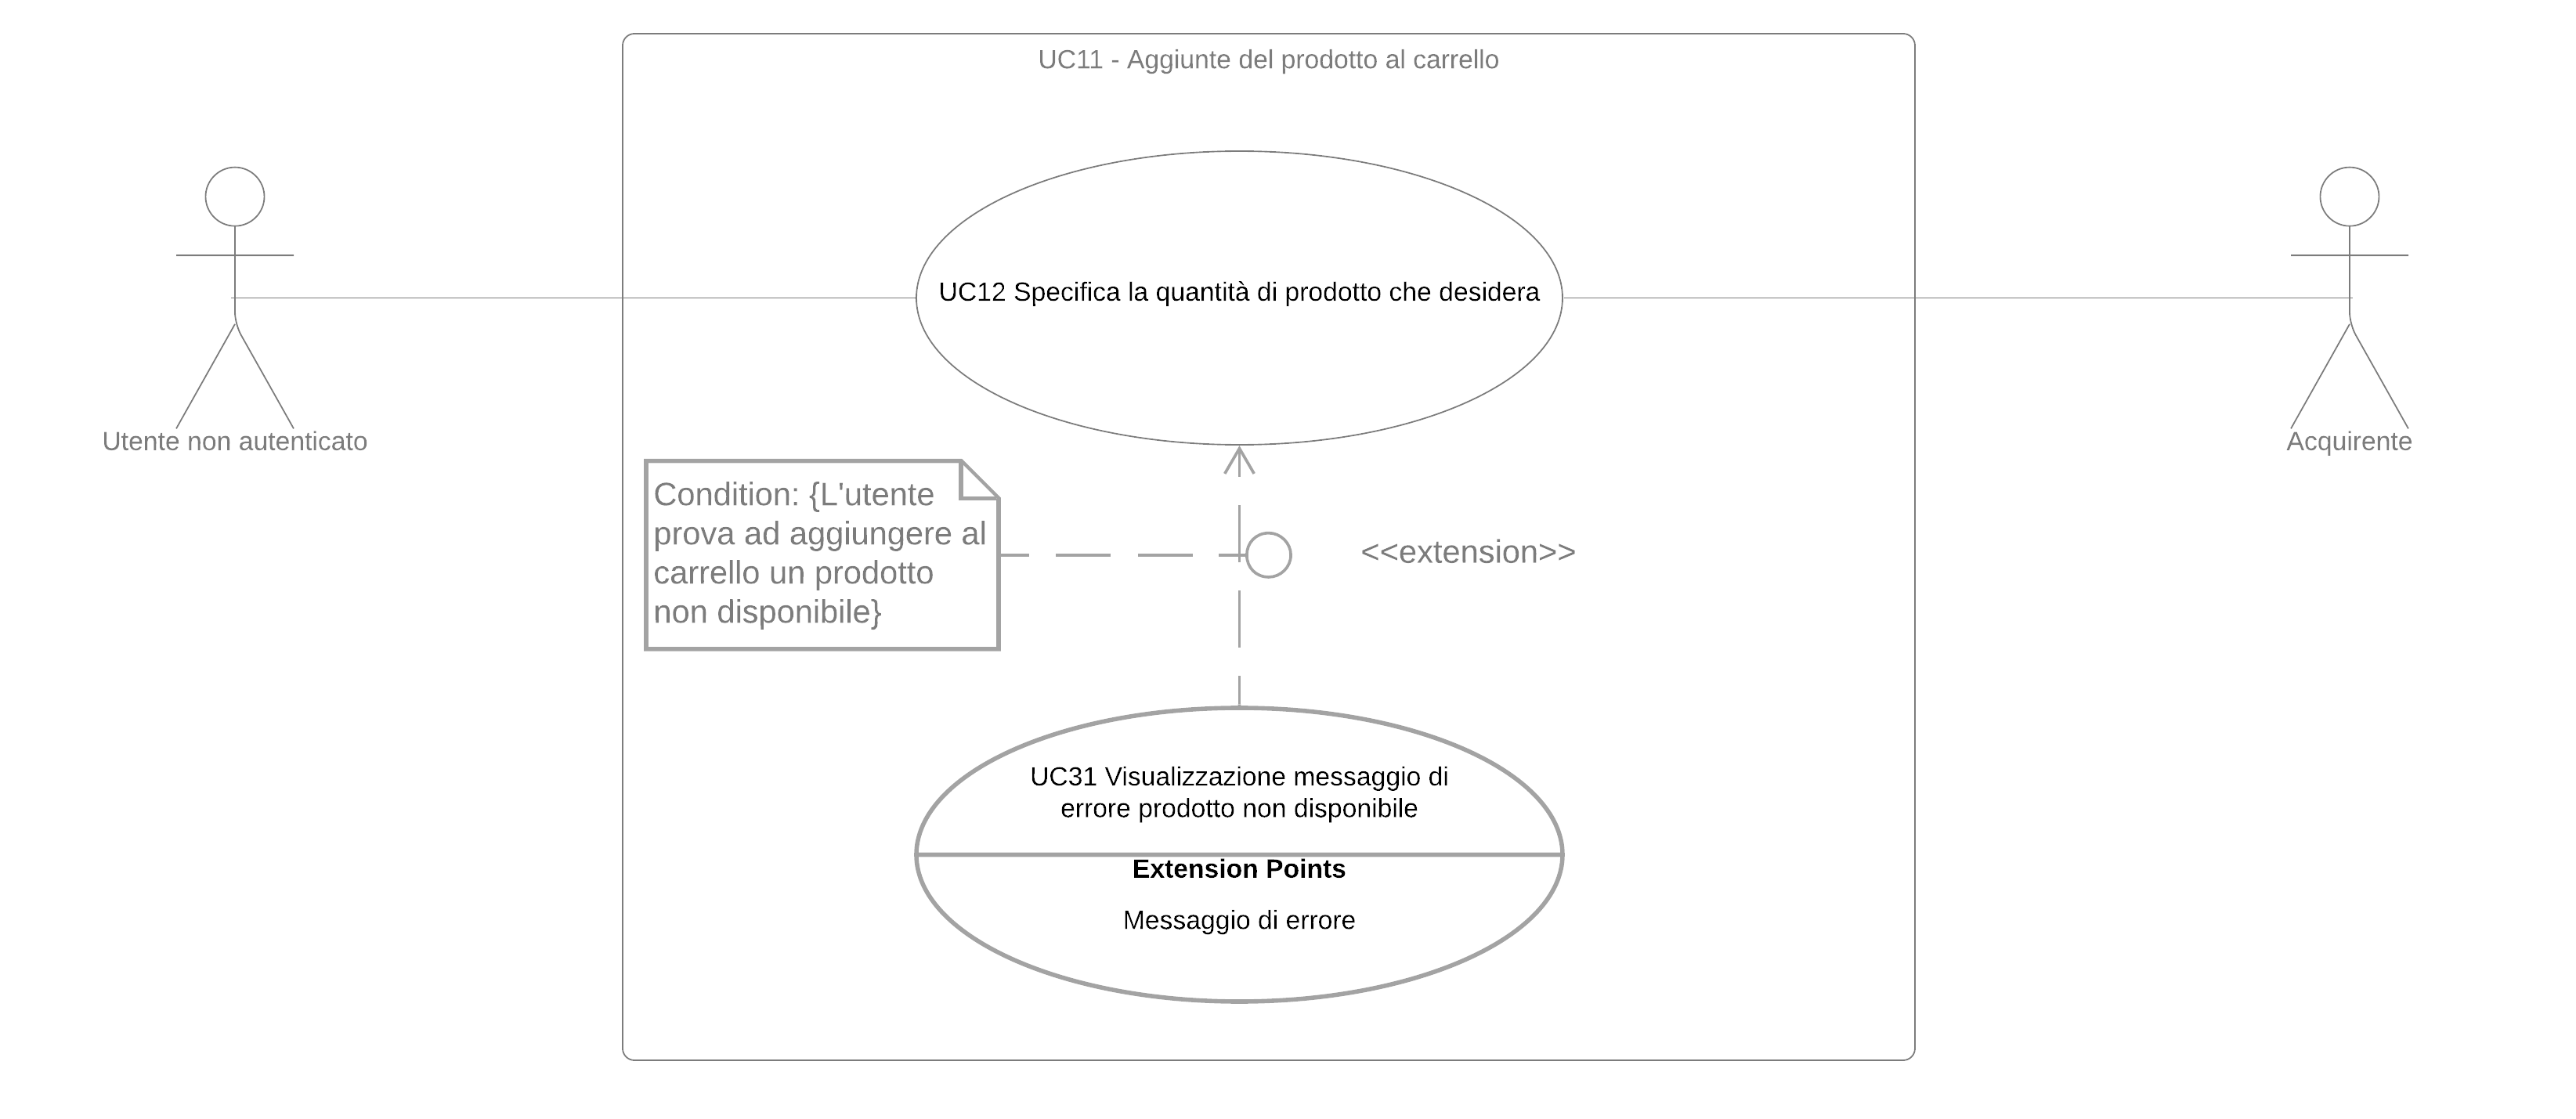 UC11 - Aggiunte del prodotto al carrello
UC12 Specifica la quantità di prodotto che desidera
Utente non autenticato
Acquirente
Condition: {L'utente
prova ad aggiungere al
carrello un prodotto
non disponibile}
<<extension>>
UC31 Visualizzazione messaggio di
errore prodotto non disponibile
Extension Points
Messaggio di errore